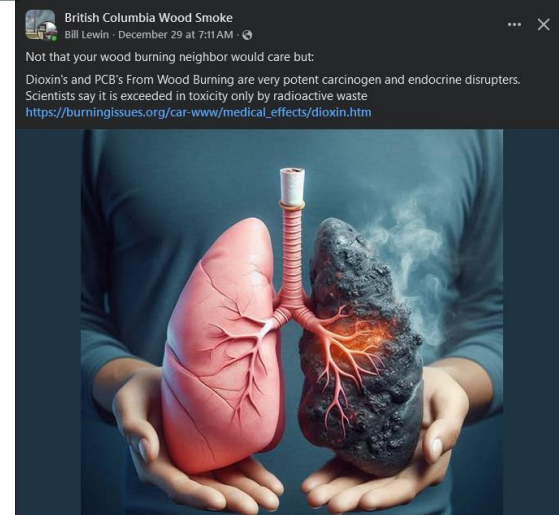 British Columbia Wood Smoke
Bill Lewin · December 29 at 7:11 AM ·
Not that your wood burning neighbor would care but:
Dioxin's and PCB's From Wood Burning are very potent carcinogen and endocrine disrupters.
Scientists say it is exceeded in toxicity only by radioactive waste
https://burningissues.org/car-www/medical_effects/dioxin.htm